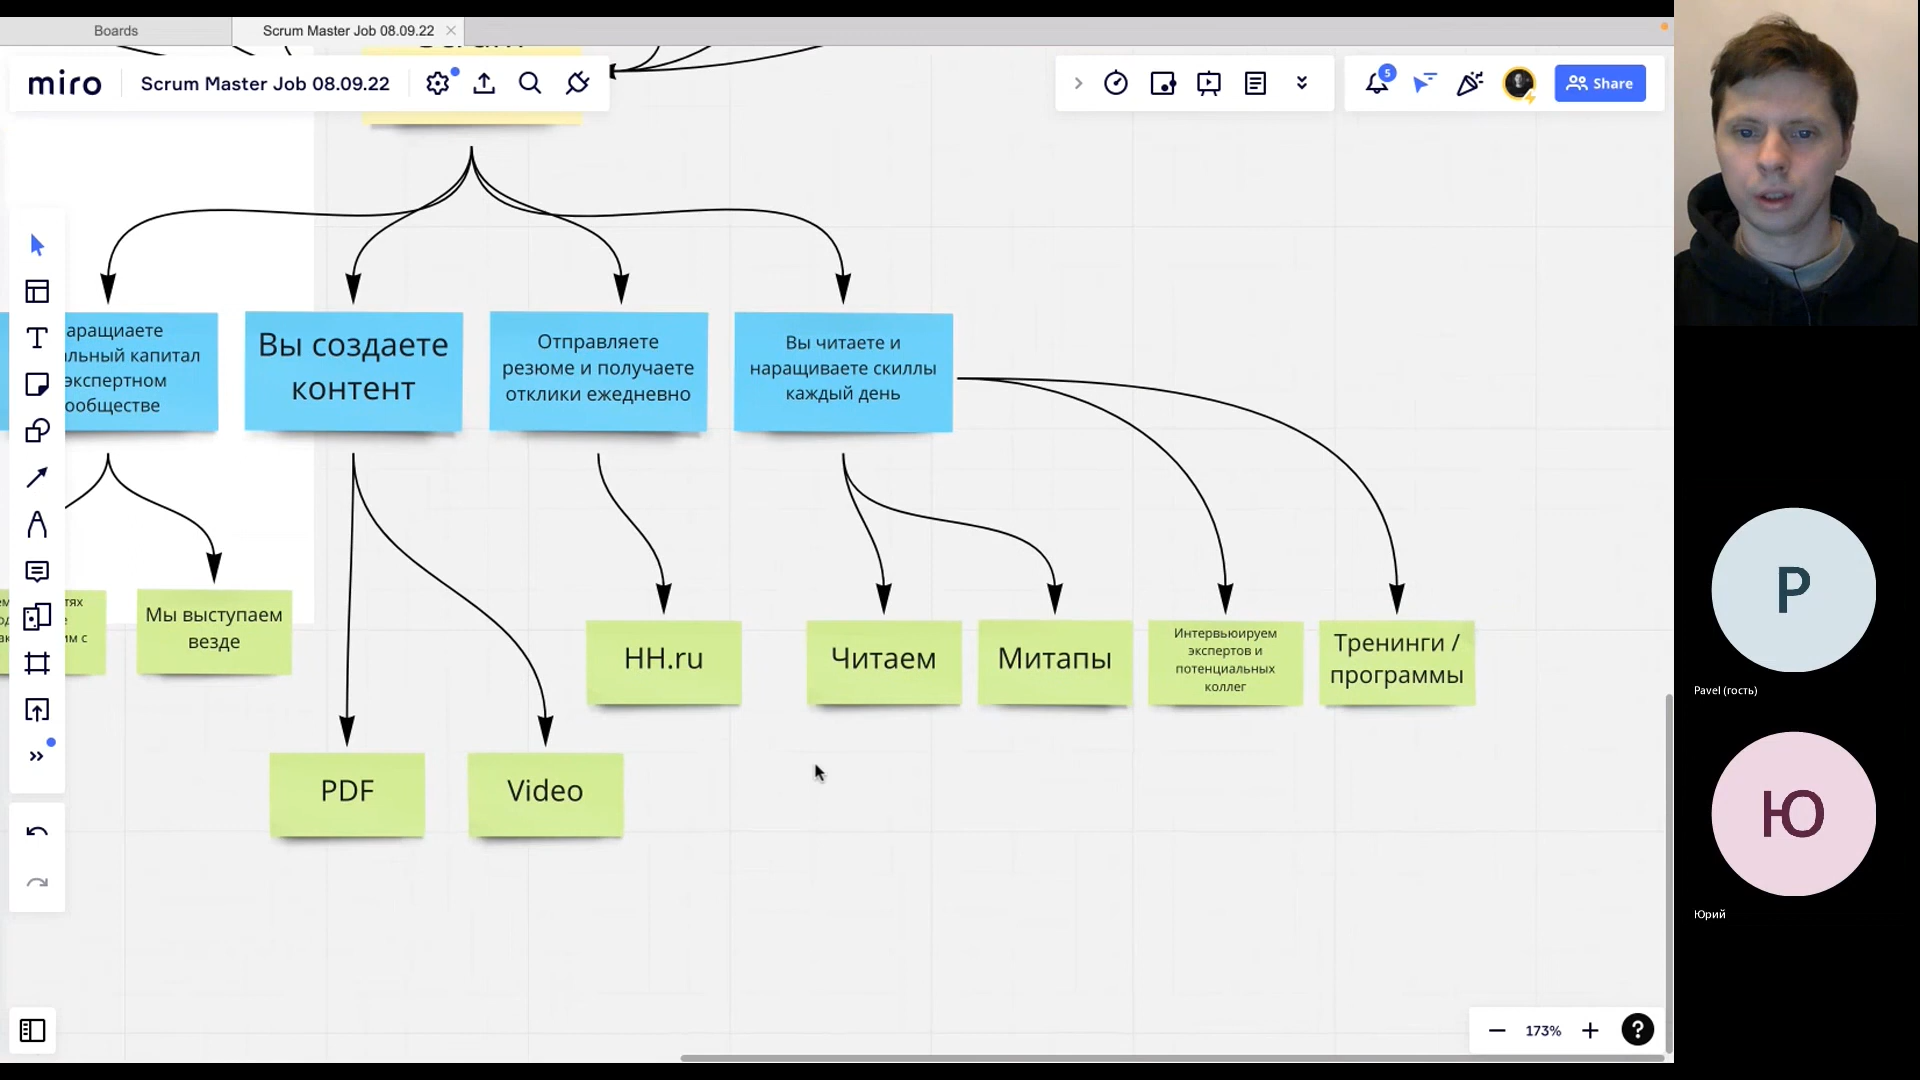 Boards
Scrum Master Job 08.09.22
miro
Scrum Master Job 08.09.22
5
Share
аращиаете
альный капитал
экспертном
ообществе
Вы создаете
контент
Отправляете
резюме и получаете
отклики ежедневно
Вы читаете и
наращиваете скиллы
каждый день
Мы выступаем
везде
HH.ru
Читаем
Митапы
Интервьюируем
экспертов и
потенциальных
коллег
Тренинги /
программы
PDF
Video
173%
P
Pavel (гость)
Ю
Юрий